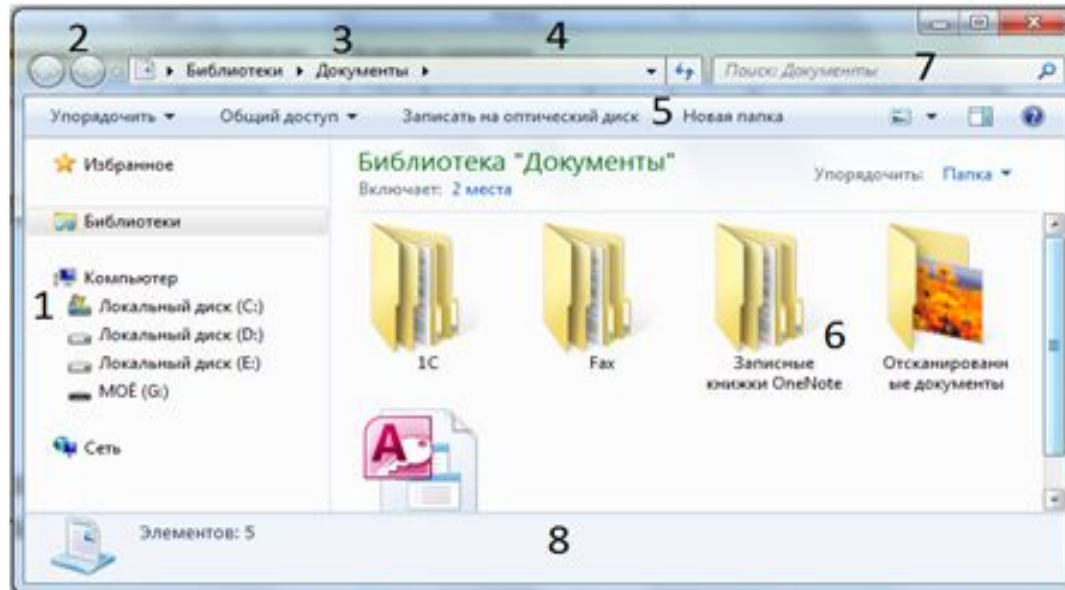 2 3 4
Библиотеки Документы Поиск: Документы 7
Упорядочить Общий доступ Записать на оптический диск 5 Новая папка
Избранное
Библиотеки
Компьютер
1 Локальный диск (C:)
Локальный диск (D:)
Локальный диск (E:)
МОЁ (G:)
Сеть
Библиотека "Документы"
Включает: 2 места
Упорядочить: Папка
1C
Fax
6
Записные
книжки OneNote
Отсканированн
ые документы
A
Элементов: 5
8